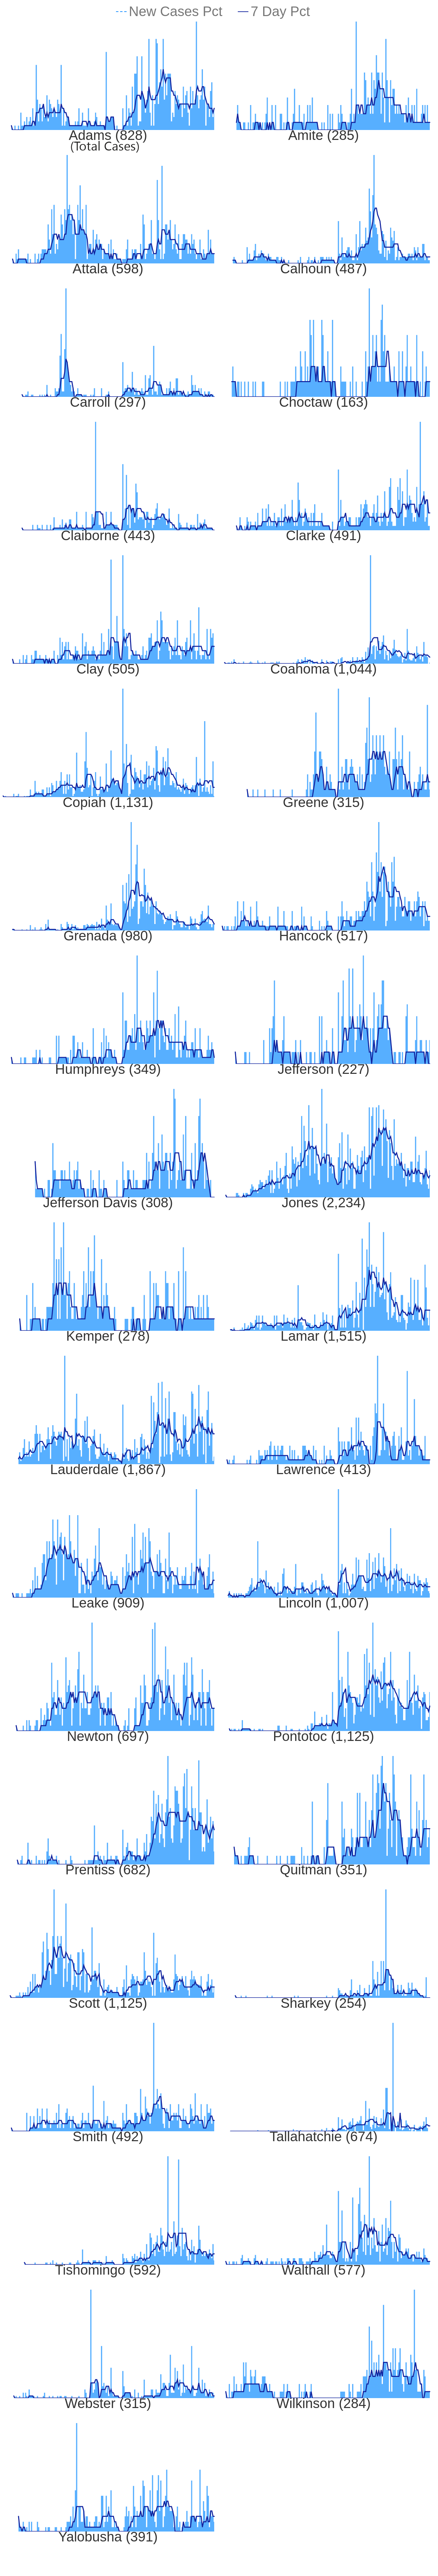 New Cases Pct 7 Day Pct
Adams (828) Amite (285)
(Total Cases)
Attala (598) Calhoun (487)
Carroll (297) Choctaw (163)
Claiborne (443) Clarke (491)
Clay (505) Coahoma (1,044)
Copiah (1,131) Greene (315)
Grenada (980) Hancock (517)
Humphreys (349) Jefferson (227)
Jefferson Davis (308) Jones (2,234)
Kemper (278) Lamar (1,515)
Lauderdale (1,867) Lawrence (413)
Leake (909) Lincoln (1,007)
Newton (697) Pontotoc (1,125)
Prentiss (682) Quitman (351)
Scott (1,125) Sharkey (254)
Smith (492) Tallahatchie (674)
Tishomingo (592) Walthall (577)
Webster (315) Wilkinson (284)
Yalobusha (391)